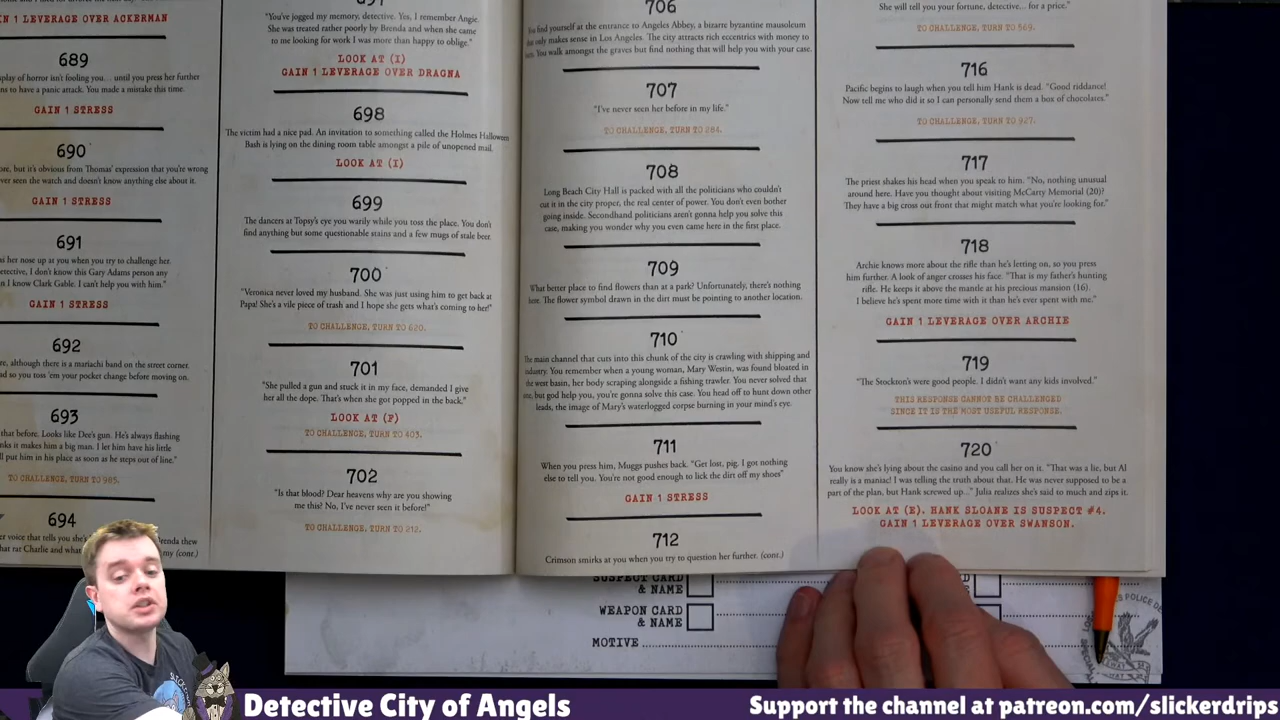 N 1 LEVERAGE OVER ACKERMAN
689
splay of horror isn't fooling you... until you press her further
ns to have a panic attack. You made a mistake this time.
GAIN 1 STRESS
690
ore, but it's obvious from Thomas' expression that you're wrong
ver seen the watch and doesn't know anything else about it.
GAIN 1 STRESS
691
s her nose up at you when you try to challenge her.
etective, I don't know this Gary Adams person any
n I know Clark Gable. I can't help you with him."
GAIN 1 STRESS
692
re, although there is a mariachi band on the street corner.
d so you toss 'em your pocket change before moving on.
693
that before. Looks like Dee's gun. He's always flashing
nks it makes him a big man. I let him have his little
l put him in his place as soon as he steps out of line."
TO CHALLENGE, TURN TO 985.
694
er voice that tells you she's
renda thew
hat rat Charlie and what
my (cont.)
"You've jogged my memory, detective. Yes, I remember Angie.
She was treated rather poorly by Brenda and when she came
to me looking for work I was more than happy to oblige."
LOOK AT (I)
GAIN 1 LEVERAGE OVER DRAGNA
698
The victim had a nice pad. An invitation to something called the Holmes Halloween
Bash is lying on the dining room table amongst a pile of unopened mail.
LOOK AT (I)
699
The dancers at Topsy's eye you warily while you toss the place. You don't
find anything but some questionable stains and a few mugs of stale beer.
700
"Veronica never loved my husband. She was just using him to get back at
Papa! She's a vile piece of trash and I hope she gets what's coming to her!"
TO CHALLENGE, TURN TO 620.
701
"She pulled a gun and stuck it in my face, demanded I give
her all the dope. That's when she got popped in the back."
LOOK AT (F)
TO CHALLENGE, TURN TO 403.
702
"Is that blood? Dear heavens why are you showing
me this? No, I've never seen it before!"
TO CHALLENGE, TURN TO 212.
706
You find yourself at the entrance to Angeles Abbey, a bizarre byzantine mausoleum
that only makes sense in Los Angeles. The city attracts rich eccentrics with money to
burn. You walk amongst the graves but find nothing that will help you with your case.
707
"I've never seen her before in my life."
TO CHALLENGE, TURN TO 284.
708
Long Beach City Hall is packed with all the politicians who couldn't
cut it in the city proper, the real center of power. You don't even bother
going inside. Secondhand politicians aren't gonna help you solve this
case, making you wonder why you even came here in the first place.
709
What better place to find flowers than at a park? Unfortunately, there's nothing
here. The flower symbol drawn in the dirt must be pointing to another location.
710
The main channel that cuts into this chunk of the city is crawling with shipping and
industry. You remember when a young woman, Mary Westin, was found bloated in
the west basin, her body scraping alongside a fishing trawler. You never solved that
one, but god help you, you're gonna solve this case. You head off to hunt down other
leads, the image of Mary's waterlogged corpse burning in your mind's eye.
711
When you press him, Muggs pushes back. "Get lost, pig. I got nothing
else to tell you. You're not good enough to lick the dirt off my shoes"
GAIN 1 STRESS
712
Crimson smirks at you when you try to question her further. (cont.)
She will tell your fortune, detective... for a price."
TO CHALLENGE, TURN TO 569.
716
Pacific begins to laugh when you tell him Hank is dead. "Good riddance!
Now tell me who did it so I can personally send them a box of chocolates."
TO CHALLENGE, TURN TO 927.
717
The priest shakes his head when you speak to him. "No, nothing unusual
around here. Have you thought about visiting McCarty Memorial (20)?
They have a big cross out front that might match what you're looking for."
718
Archie knows more about the rifle than he's letting on, so you press
him further. A look of anger crosses his face. "That is my father's hunting
rifle. He keeps it above the mantle at his precious mansion (16).
I believe he's spent more time with it than he's ever spent with me."
GAIN 1 LEVERAGE OVER ARCHIE
719
"The Stockton's were good people. I didn't want any kids involved."
THIS RESPONSE CANNOT BE CHALLENGED
SINCE IT IS THE MOST USEFUL RESPONSE.
720
You know she's lying about the casino and you call her on it. "That was a lie, but Al
really is a maniac! I was telling the truth about that. He was never supposed to be a
part of the plan, but Hank screwed up..." Julia realizes she's said to much and zips it.
LOOK AT (E). HANK SLOANE IS SUSPECT #4.
GAIN 1 LEVERAGE OVER SWANSON.
SUSPECT CARD
& NAME
WEAPON CARD
& NAME
MOTIVE
Detective City of Angels
Support the channel at patreon.com/slickerdrips